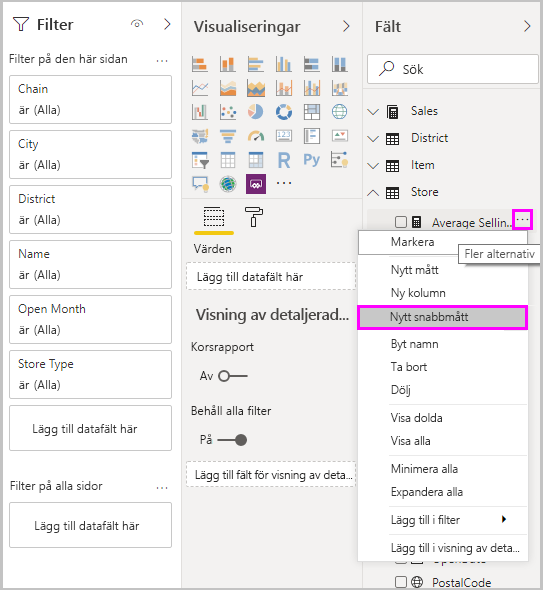 Filter
Filter på den här sidan
Chain
är (Alla)
City
är (Alla)
District
är (Alla)
Name
är (Alla)
Open Month
är (Alla)
Store Type
är (Alla)
Lägg till datafält här
Filter på alla sidor
Lägg till datafält här
Visualiseringar
123
R
Py
Värden
Lägg till datafält här
Visning av detaljerad...
Korsrapport
Av
Behåll alla filter
På
Lägg till fält för visning av deta...
Fält
Sök
Sales
District
Item
Store
Average Sellin...
Markera
Fler alternativ
Nytt mått
Ny kolumn
Nytt snabbmått
Byt namn
Ta bort
Dölj
Visa dolda
Visa alla
Minimera alla
Expandera alla
Lägg till i filter
Lägg till i visning av deta...
PostalCode